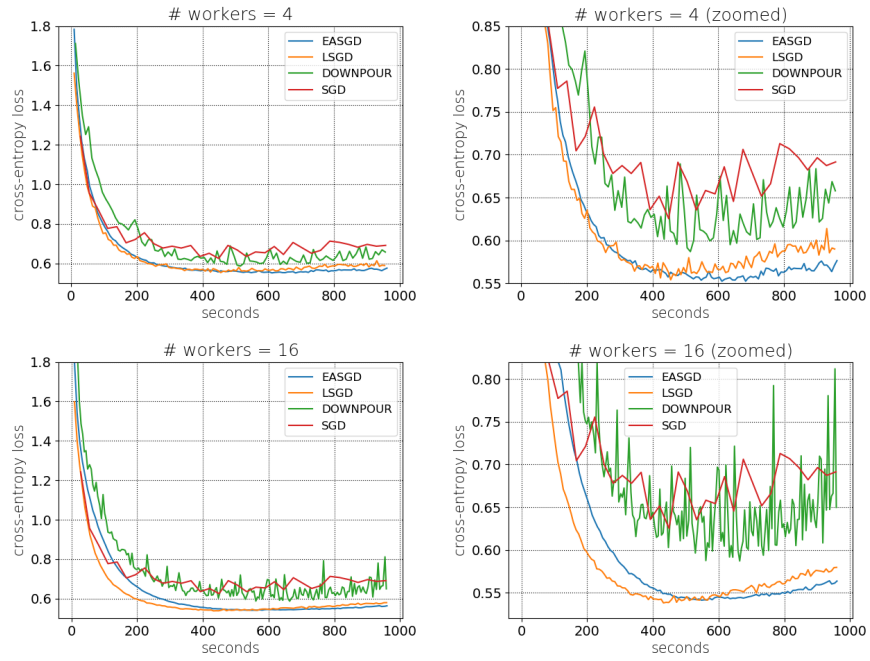 # workers = 4
1.8
1.6
1.4
1.2
1.0
0.8
0.6
cross-entropy loss
EASGD
LSGD
DOWNPOUR
SGD
0 200 400 600 800 1000
seconds
# workers = 4 (zoomed)
0.85
0.80
0.75
0.70
0.65
0.60
0.55
cross-entropy loss
EASGD
LSGD
DOWNPOUR
SGD
0 200 400 600 800 1000
seconds
# workers = 16
1.8
1.6
1.4
1.2
1.0
0.8
0.6
cross-entropy loss
EASGD
LSGD
DOWNPOUR
SGD
0 200 400 600 800 1000
seconds
# workers = 16 (zoomed)
0.80
0.75
0.70
0.65
0.60
0.55
cross-entropy loss
EASGD
LSGD
DOWNPOUR
SGD
0 200 400 600 800 1000
seconds